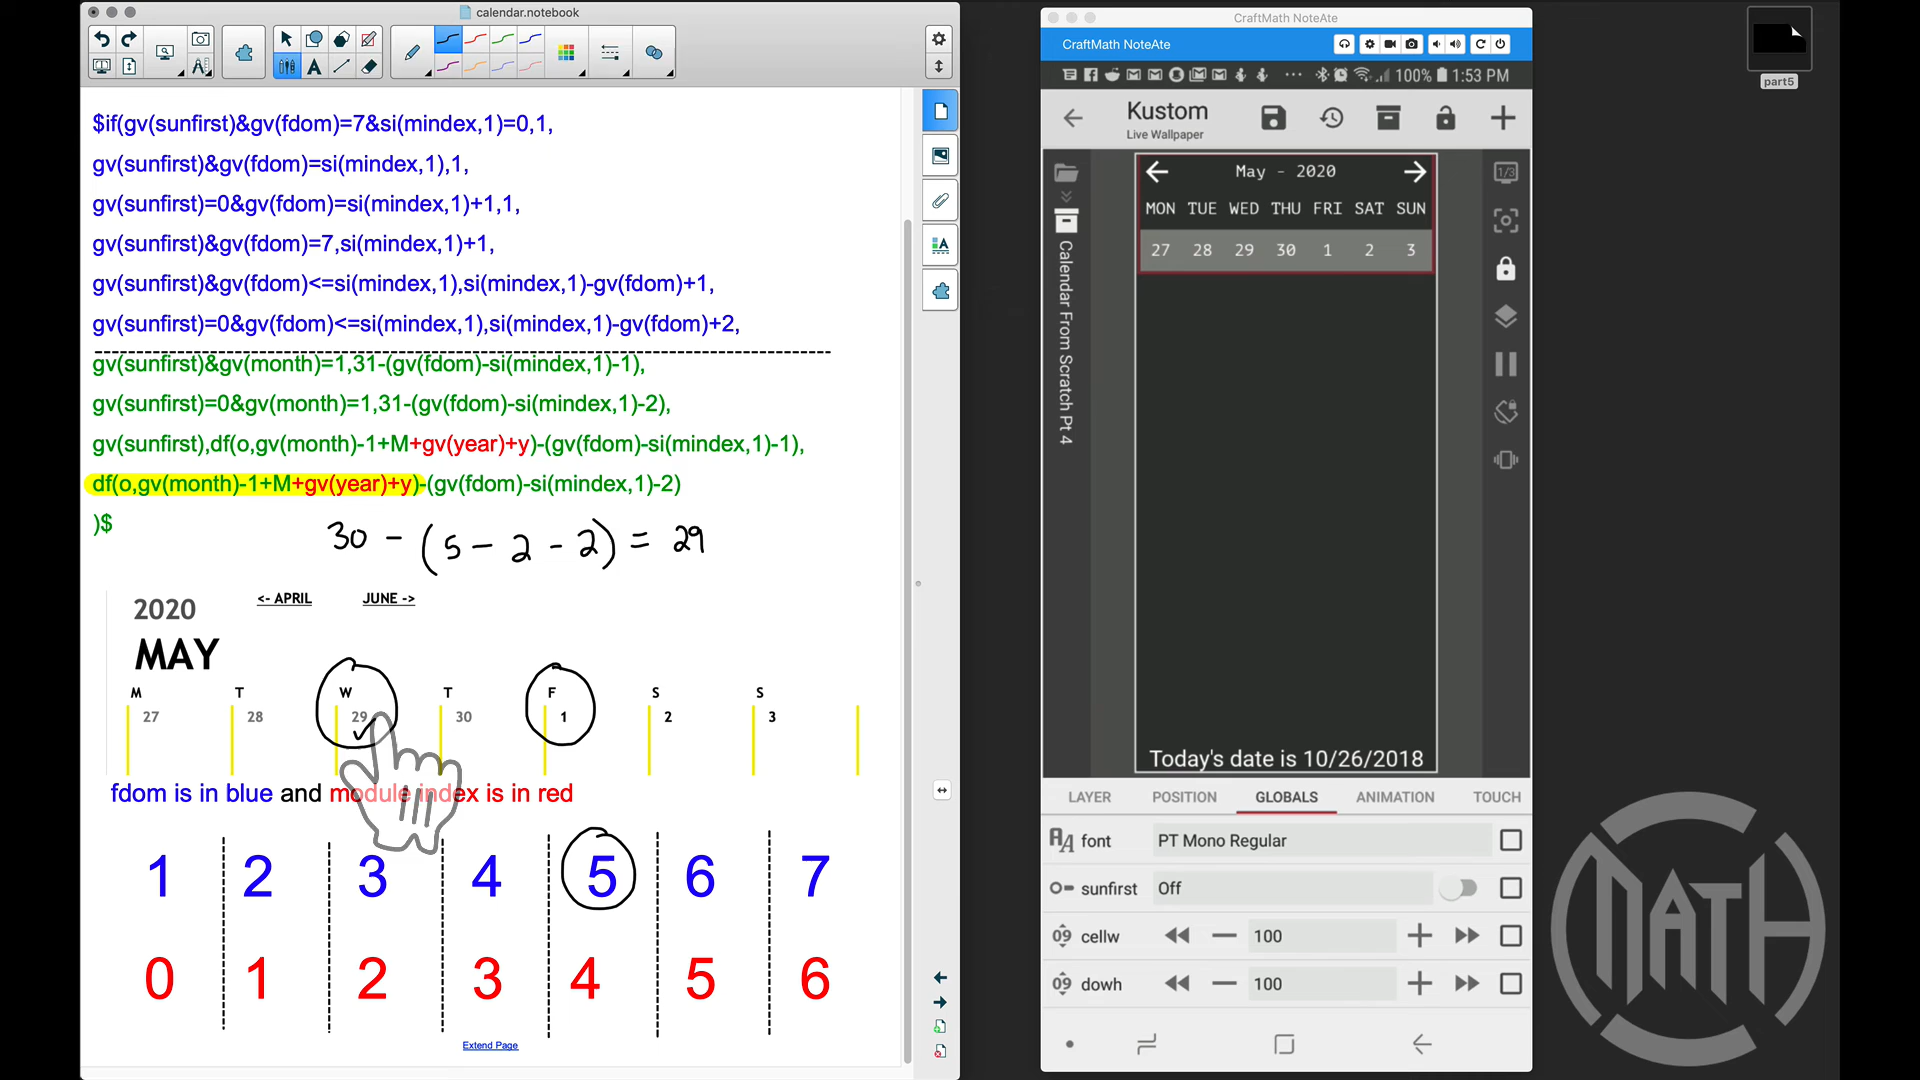 calendar.notebook
$if(gv(sunfirst)&gv(fdom)=7&si(mindex,1)=0,1,
gv(sunfirst)&gv(fdom)=si(mindex,1),1,
gv(sunfirst)=0&gv(fdom)=si(mindex,1)+1,1,
gv(sunfirst)&gv(fdom)=7,si(mindex,1)+1,
gv(sunfirst)&gv(fdom)<=si(mindex,1),si(mindex,1)-gv(fdom)+1,
gv(sunfirst)=0&gv(fdom)<=si(mindex,1),si(mindex,1)-gv(fdom)+2,
gv(sunfirst)&gv(month)=1,31-(gv(fdom)-si(mindex,1)-1),
gv(sunfirst)=0&gv(month)=1,31-(gv(fdom)-si(mindex,1)-2),
gv(sunfirst),df(o,gv(month)-1+M+gv(year)+y)-(gv(fdom)-si(mindex,1)-1),
df(o,gv(month)-1+M+gv(year)+y)-(gv(fdom)-si(mindex,1)-2)
)$
30 - (5 - 2 - 2) = 29
2020 <- APRIL JUNE ->
MAY
M T W T F S S
27 28 29 30 1 2 3
fdom is in blue and module index is in red
1 2 3 4 5 6 7
0 1 2 3 4 5 6
Extend Page
CraftMath NoteAte
CraftMath NoteAte
100% 1:53 PM
Kustom
Live Wallpaper
1/3
May - 2020
MON TUE WED THU FRI SAT SUN
27 28 29 30 1 2 3
Calendar From Scratch Pt 4
Today's date is 10/26/2018
LAYER POSITION GLOBALS ANIMATION TOUCH
font PT Mono Regular
sunfirst Off
09 cellw 100
09 dowh 100
part5
MATH